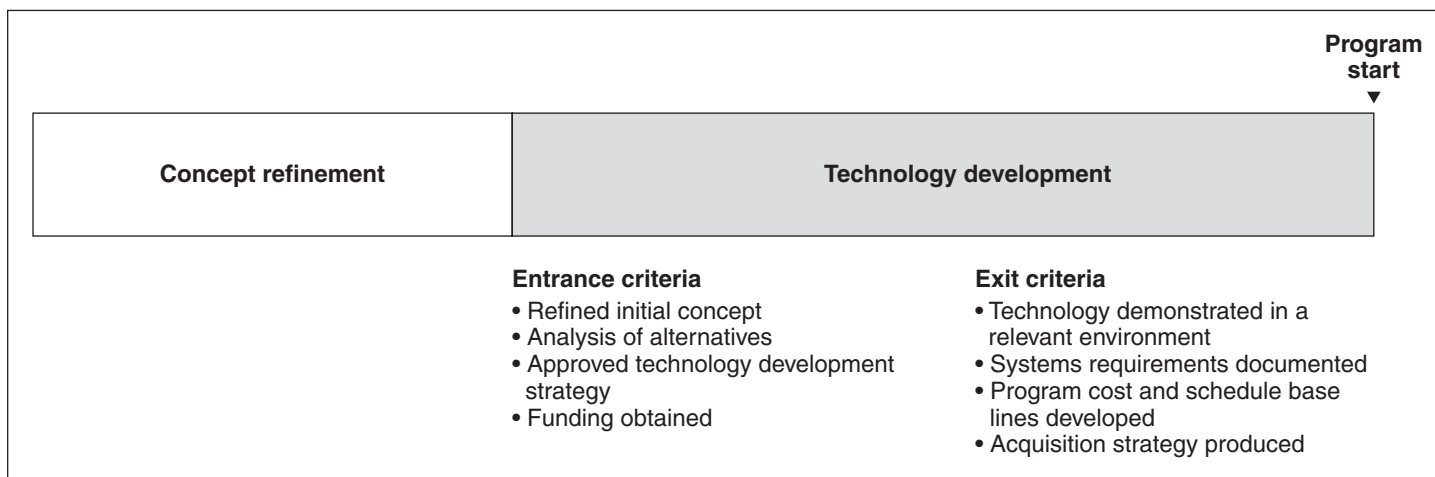 Program
start
Concept refinement
Technology development
Entrance criteria
• Refined initial concept
• Analysis of alternatives
• Approved technology development
strategy
• Funding obtained
Exit criteria
• Technology demonstrated in a
relevant environment
• Systems requirements documented
• Program cost and schedule base
lines developed
• Acquisition strategy produced